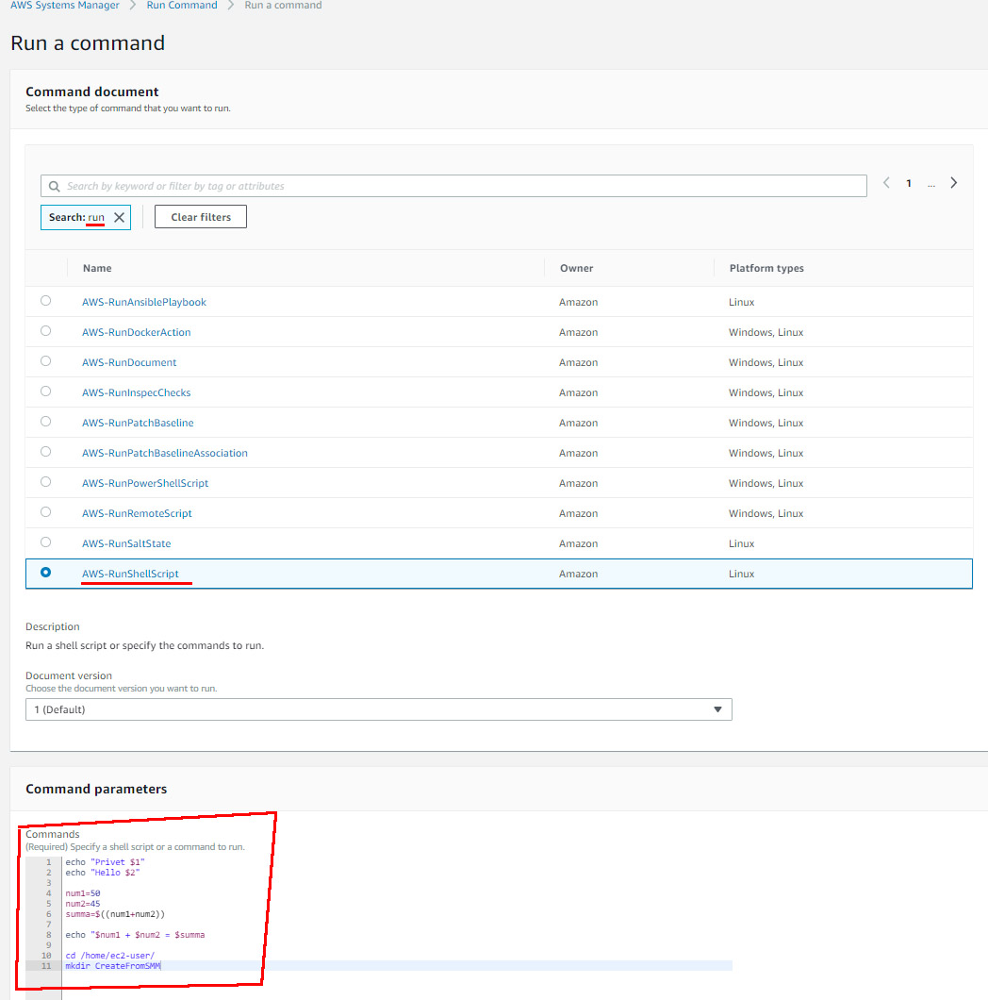 AWS Systems Manager > Run Command > Run a command
Run a command
Command document
Select the type of command that you want to run.
Search by keyword or filter by tag or attributes
1 ...
Search: run
Clear filters
Name Owner Platform types
AWS-RunAnsiblePlaybook Amazon Linux
AWS-RunDockerAction Amazon Windows, Linux
AWS-RunDocument Amazon Windows, Linux
AWS-RunInspecChecks Amazon Windows, Linux
AWS-RunPatchBaseline Amazon Windows, Linux
AWS-RunPatchBaselineAssociation Amazon Windows, Linux
AWS-RunPowerShellScript Amazon Windows, Linux
AWS-RunRemoteScript Amazon Windows, Linux
AWS-RunSaltState Amazon Linux
AWS-RunShellScript Amazon Linux
Description
Run a shell script or specify the commands to run.
Document version
Choose the document version you want to run.
1 (Default)
Command parameters
Commands
(Required) Specify a shell script or a command to run.
1 echo "Privet $1"
2 echo "Hello $2"
3
4 num1=50
5 num2=45
6 summa=$((num1+num2))
7
8 echo "$num1 + $num2 = $summa
9
10 cd /home/ec2-user/
11 mkdir CreateFromSMM